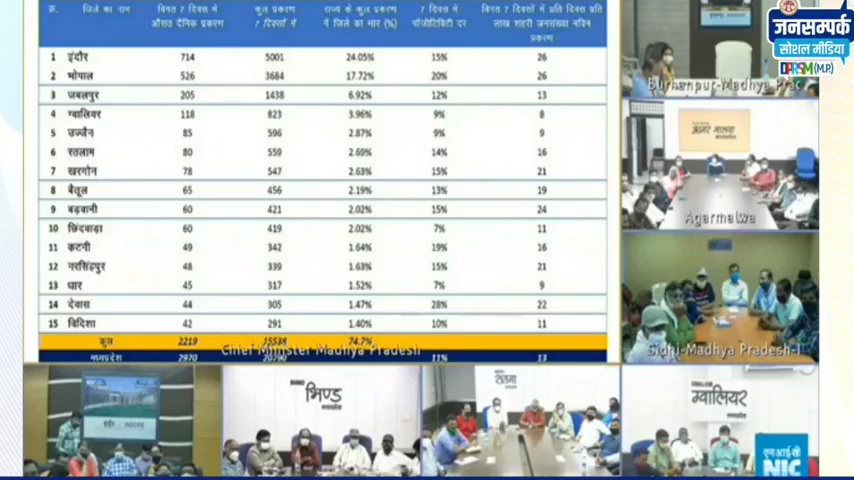 क्र. जिले का नाम विगत 7 दिवस में औसत दैनिक प्रकरण कुल प्रकरण 7 दिवसों में राज्य के कुल प्रकरण में जिले का भार (%) 7 दिवस में पॉजीटिविटी दर विगत 7 दिवसों में प्रति दिवस प्रति लाख शहरी जनसंख्या नवीन प्रकरण
1 इंदौर 714 5001 24.05% 15% 26
2 भोपाल 526 3684 17.72% 20% 26
3 जबलपुर 205 1438 6.92% 12% 13
4 ग्वालियर 118 823 3.96% 9% 8
5 उज्जैन 85 596 2.87% 9% 9
6 रतलाम 80 559 2.69% 14% 16
7 खरगोन 78 547 2.63% 15% 21
8 बैतूल 65 456 2.19% 13% 19
9 बड़वानी 60 421 2.02% 15% 24
10 छिंदवाड़ा 60 419 2.02% 7% 11
11 कटनी 49 342 1.64% 19% 16
12 नरसिंहपुर 48 339 1.63% 15% 21
13 धार 45 317 1.52% 7% 9
14 देवास 44 305 1.47% 28% 22
15 विदिशा 42 291 1.40% 10% 11
कुल 2219 15538 74.7%
मध्यप्रदेश 2970 20790 11% 13
Chief Minister Madhya Pradesh
जनसम्पर्क
सोशल मीडिया
DPRSM (M.P.)
Burhanpur-Madhya Prac
आगर मालवा
Agarmalwa
Sidhi-Madhya Pradesh-I
भिण्ड
सतना
ग्वालियर
एन आई सी
NIC